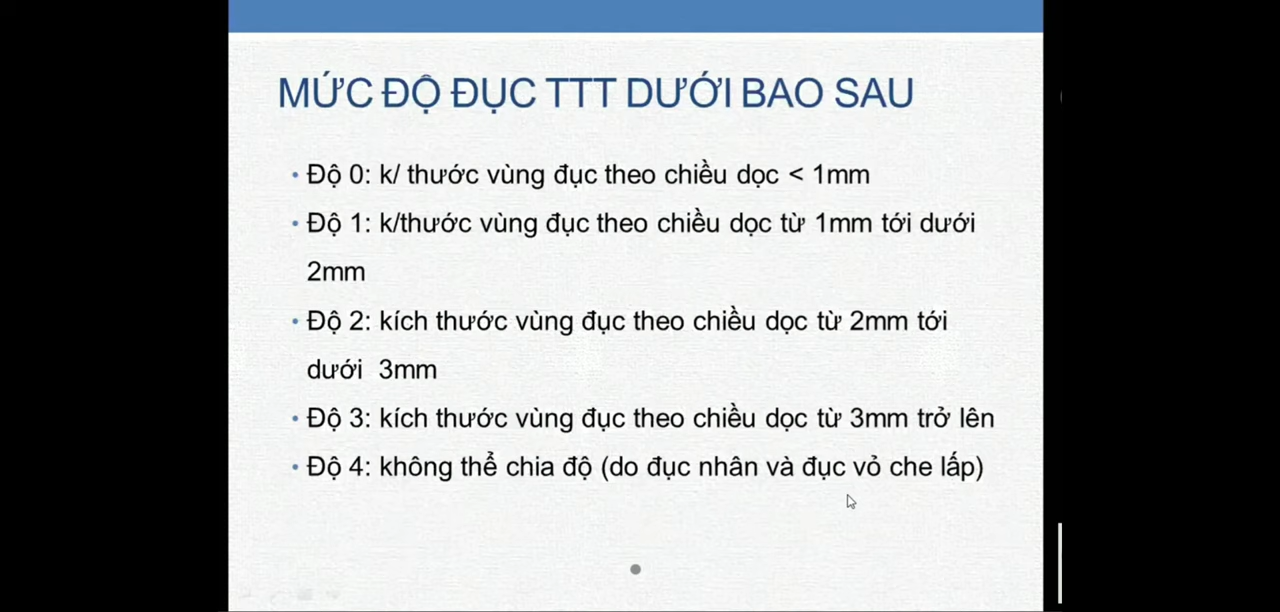 MỨC ĐỘ ĐỤC TTT DƯỚI BAO SAU
• Độ 0: k/ thước vùng đục theo chiều dọc < 1mm
• Độ 1: k/thước vùng đục theo chiều dọc từ 1mm tới dưới
2mm
• Độ 2: kích thước vùng đục theo chiều dọc từ 2mm tới
dưới 3mm
• Độ 3: kích thước vùng đục theo chiều dọc từ 3mm trở lên
• Độ 4: không thể chia độ (do đục nhân và đục vỏ che lấp)